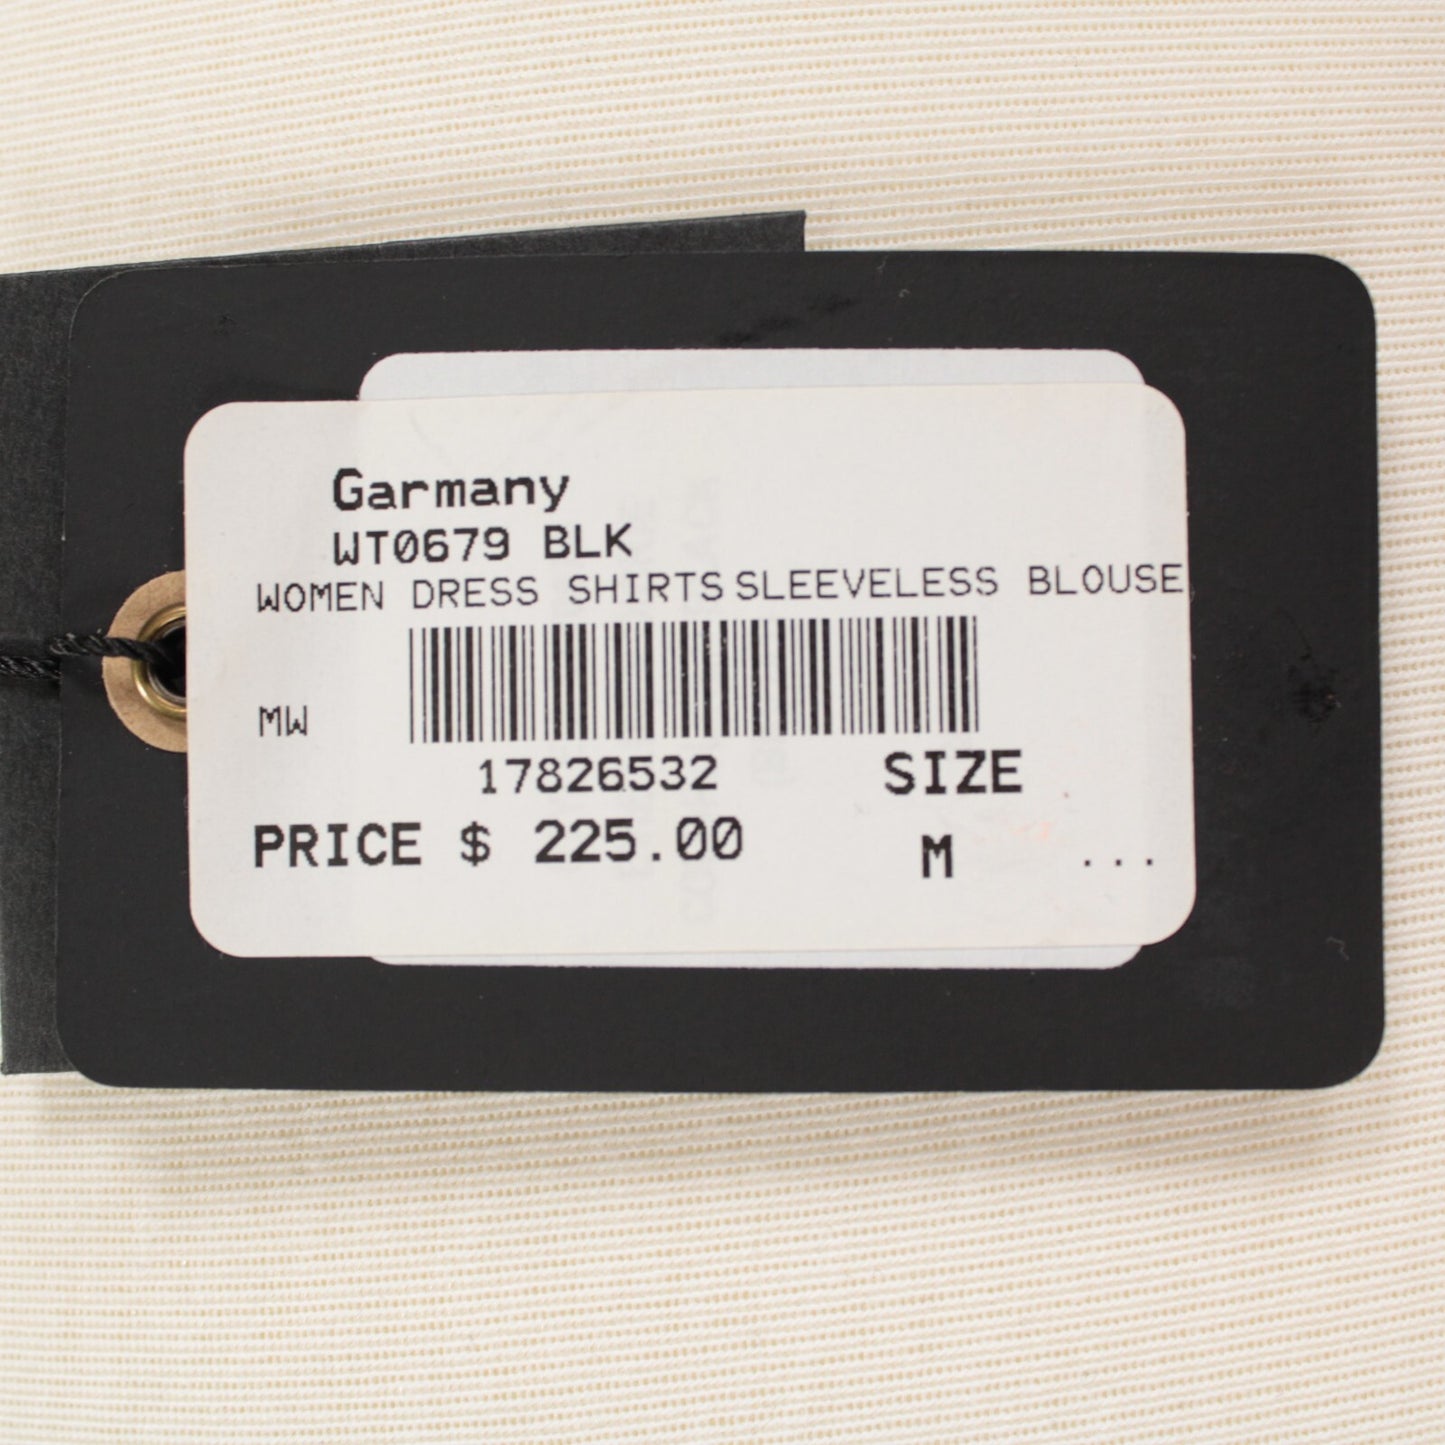 Garmany
WT0679 BLK
WOMEN DRESS SHIRTS SLEEVELESS BLOUSE
MW
17826532 SIZE
PRICE $ 225.00 M ...